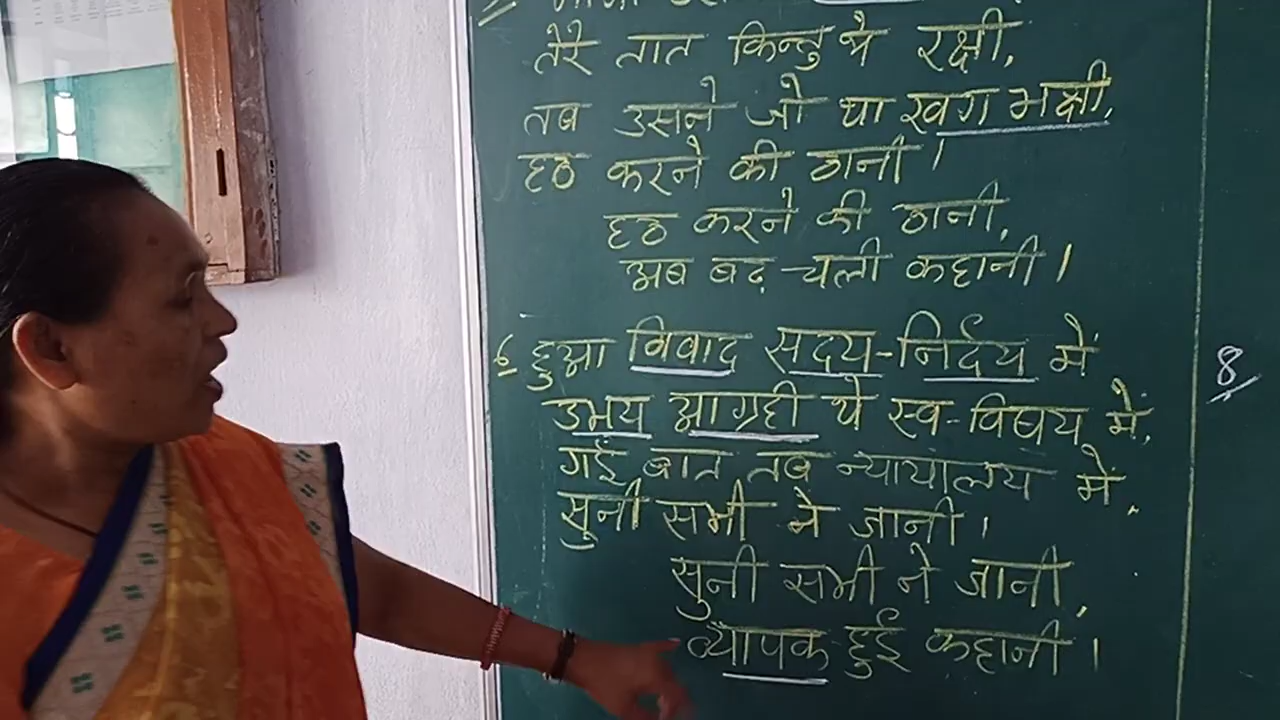 तेरे तात किन्तु थे रक्षी,
तब उसने जो था खग भक्षी,
हठ करने की ठानी।
हठ करने की ठानी,
अब बढ़ चली कहानी।
६ हुआ विवाद सदय-निर्दय में
उभय आग्रही थे स्व-विषय में,
गई बात तब न्यायालय में,
सुनी सभी ने जानी।
सुनी सभी ने जानी,
व्यापक हुई कहानी।
8